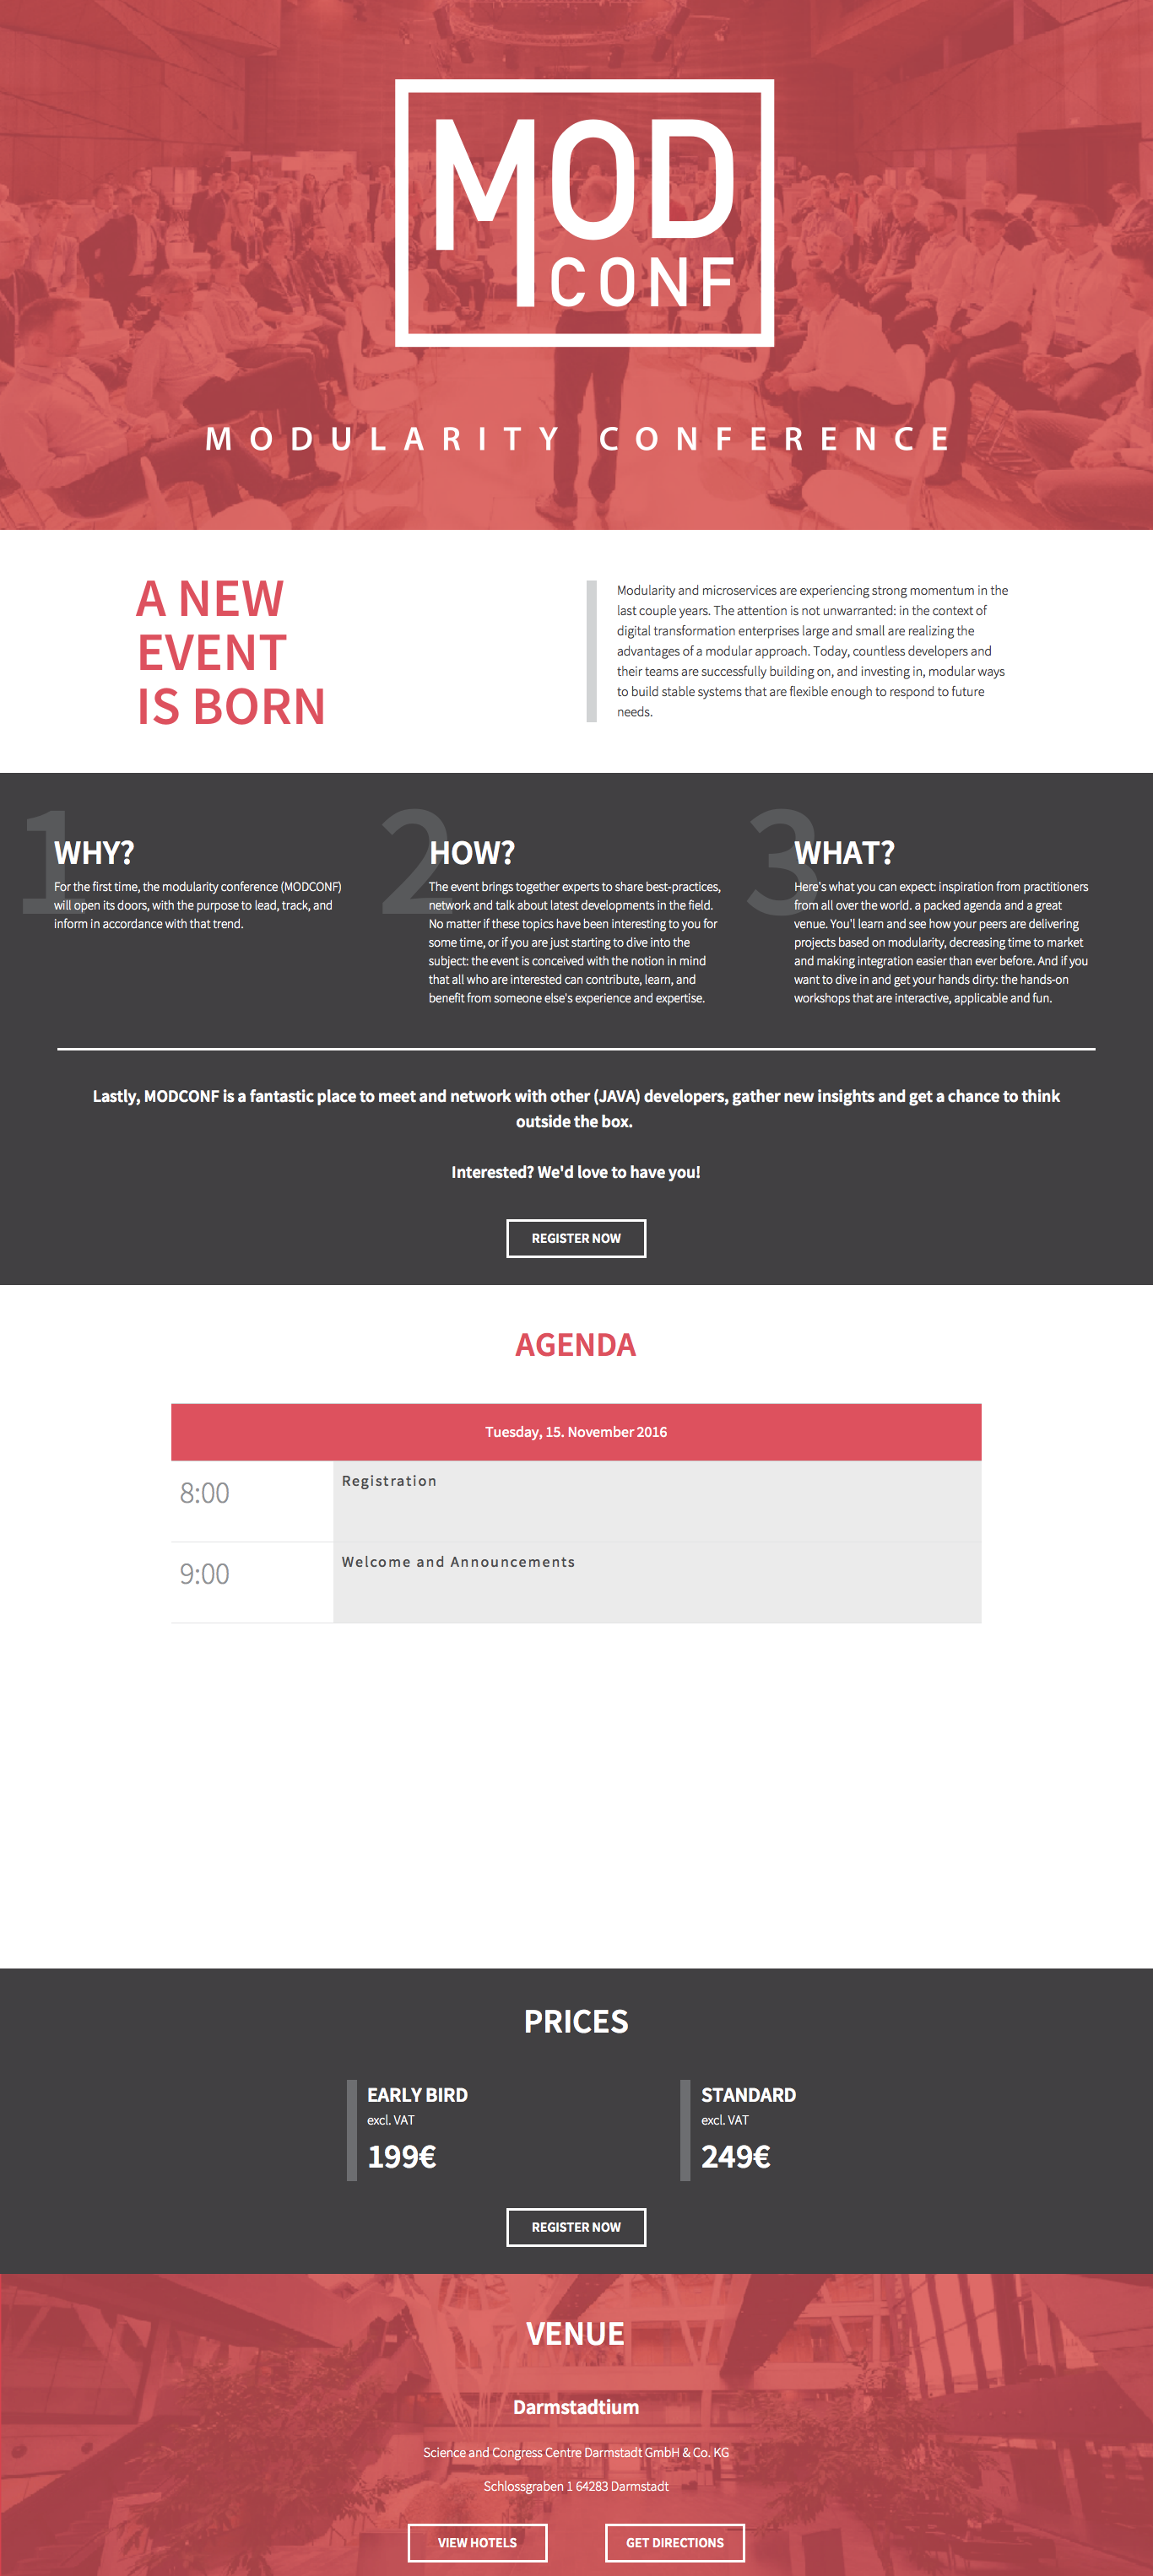 MOD
CONF
MODULARITY CONFERENCE
A NEW
EVENT
IS BORN
Modularity and microservices are experiencing strong momentum in the
last couple years. The attention is not unwarranted: in the context of
digital transformation enterprises large and small are realizing the
advantages of a modular approach. Today, countless developers and
their teams are successfully building on, and investing in, modular ways
to build stable systems that are flexible enough to respond to future
needs.
1
WHY?
For the first time, the modularity conference (MODCONF)
will open its doors, with the purpose to lead, track, and
inform in accordance with that trend.
2
HOW?
The event brings together experts to share best-practices,
network and talk about latest developments in the field.
No matter if these topics have been interesting to you for
some time, or if you are just starting to dive into the
subject: the event is conceived with the notion in mind
that all who are interested can contribute, learn, and
benefit from someone else's experience and expertise.
3
WHAT?
Here's what you can expect: inspiration from practitioners
from all over the world. a packed agenda and a great
venue. You'll learn and see how your peers are delivering
projects based on modularity, decreasing time to market
and making integration easier than ever before. And if you
want to dive in and get your hands dirty: the hands-on
workshops that are interactive, applicable and fun.
Lastly, MODCONF is a fantastic place to meet and network with other (JAVA) developers, gather new insights and get a chance to think
outside the box.
Interested? We'd love to have you!
REGISTER NOW
AGENDA
Tuesday, 15. November 2016
8:00 Registration
9:00 Welcome and Announcements
PRICES
EARLY BIRD
excl. VAT
199€
STANDARD
excl. VAT
249€
REGISTER NOW
VENUE
Darmstadtium
Science and Congress Centre Darmstadt GmbH & Co. KG
Schlossgraben 1 64283 Darmstadt
VIEW HOTELS
GET DIRECTIONS